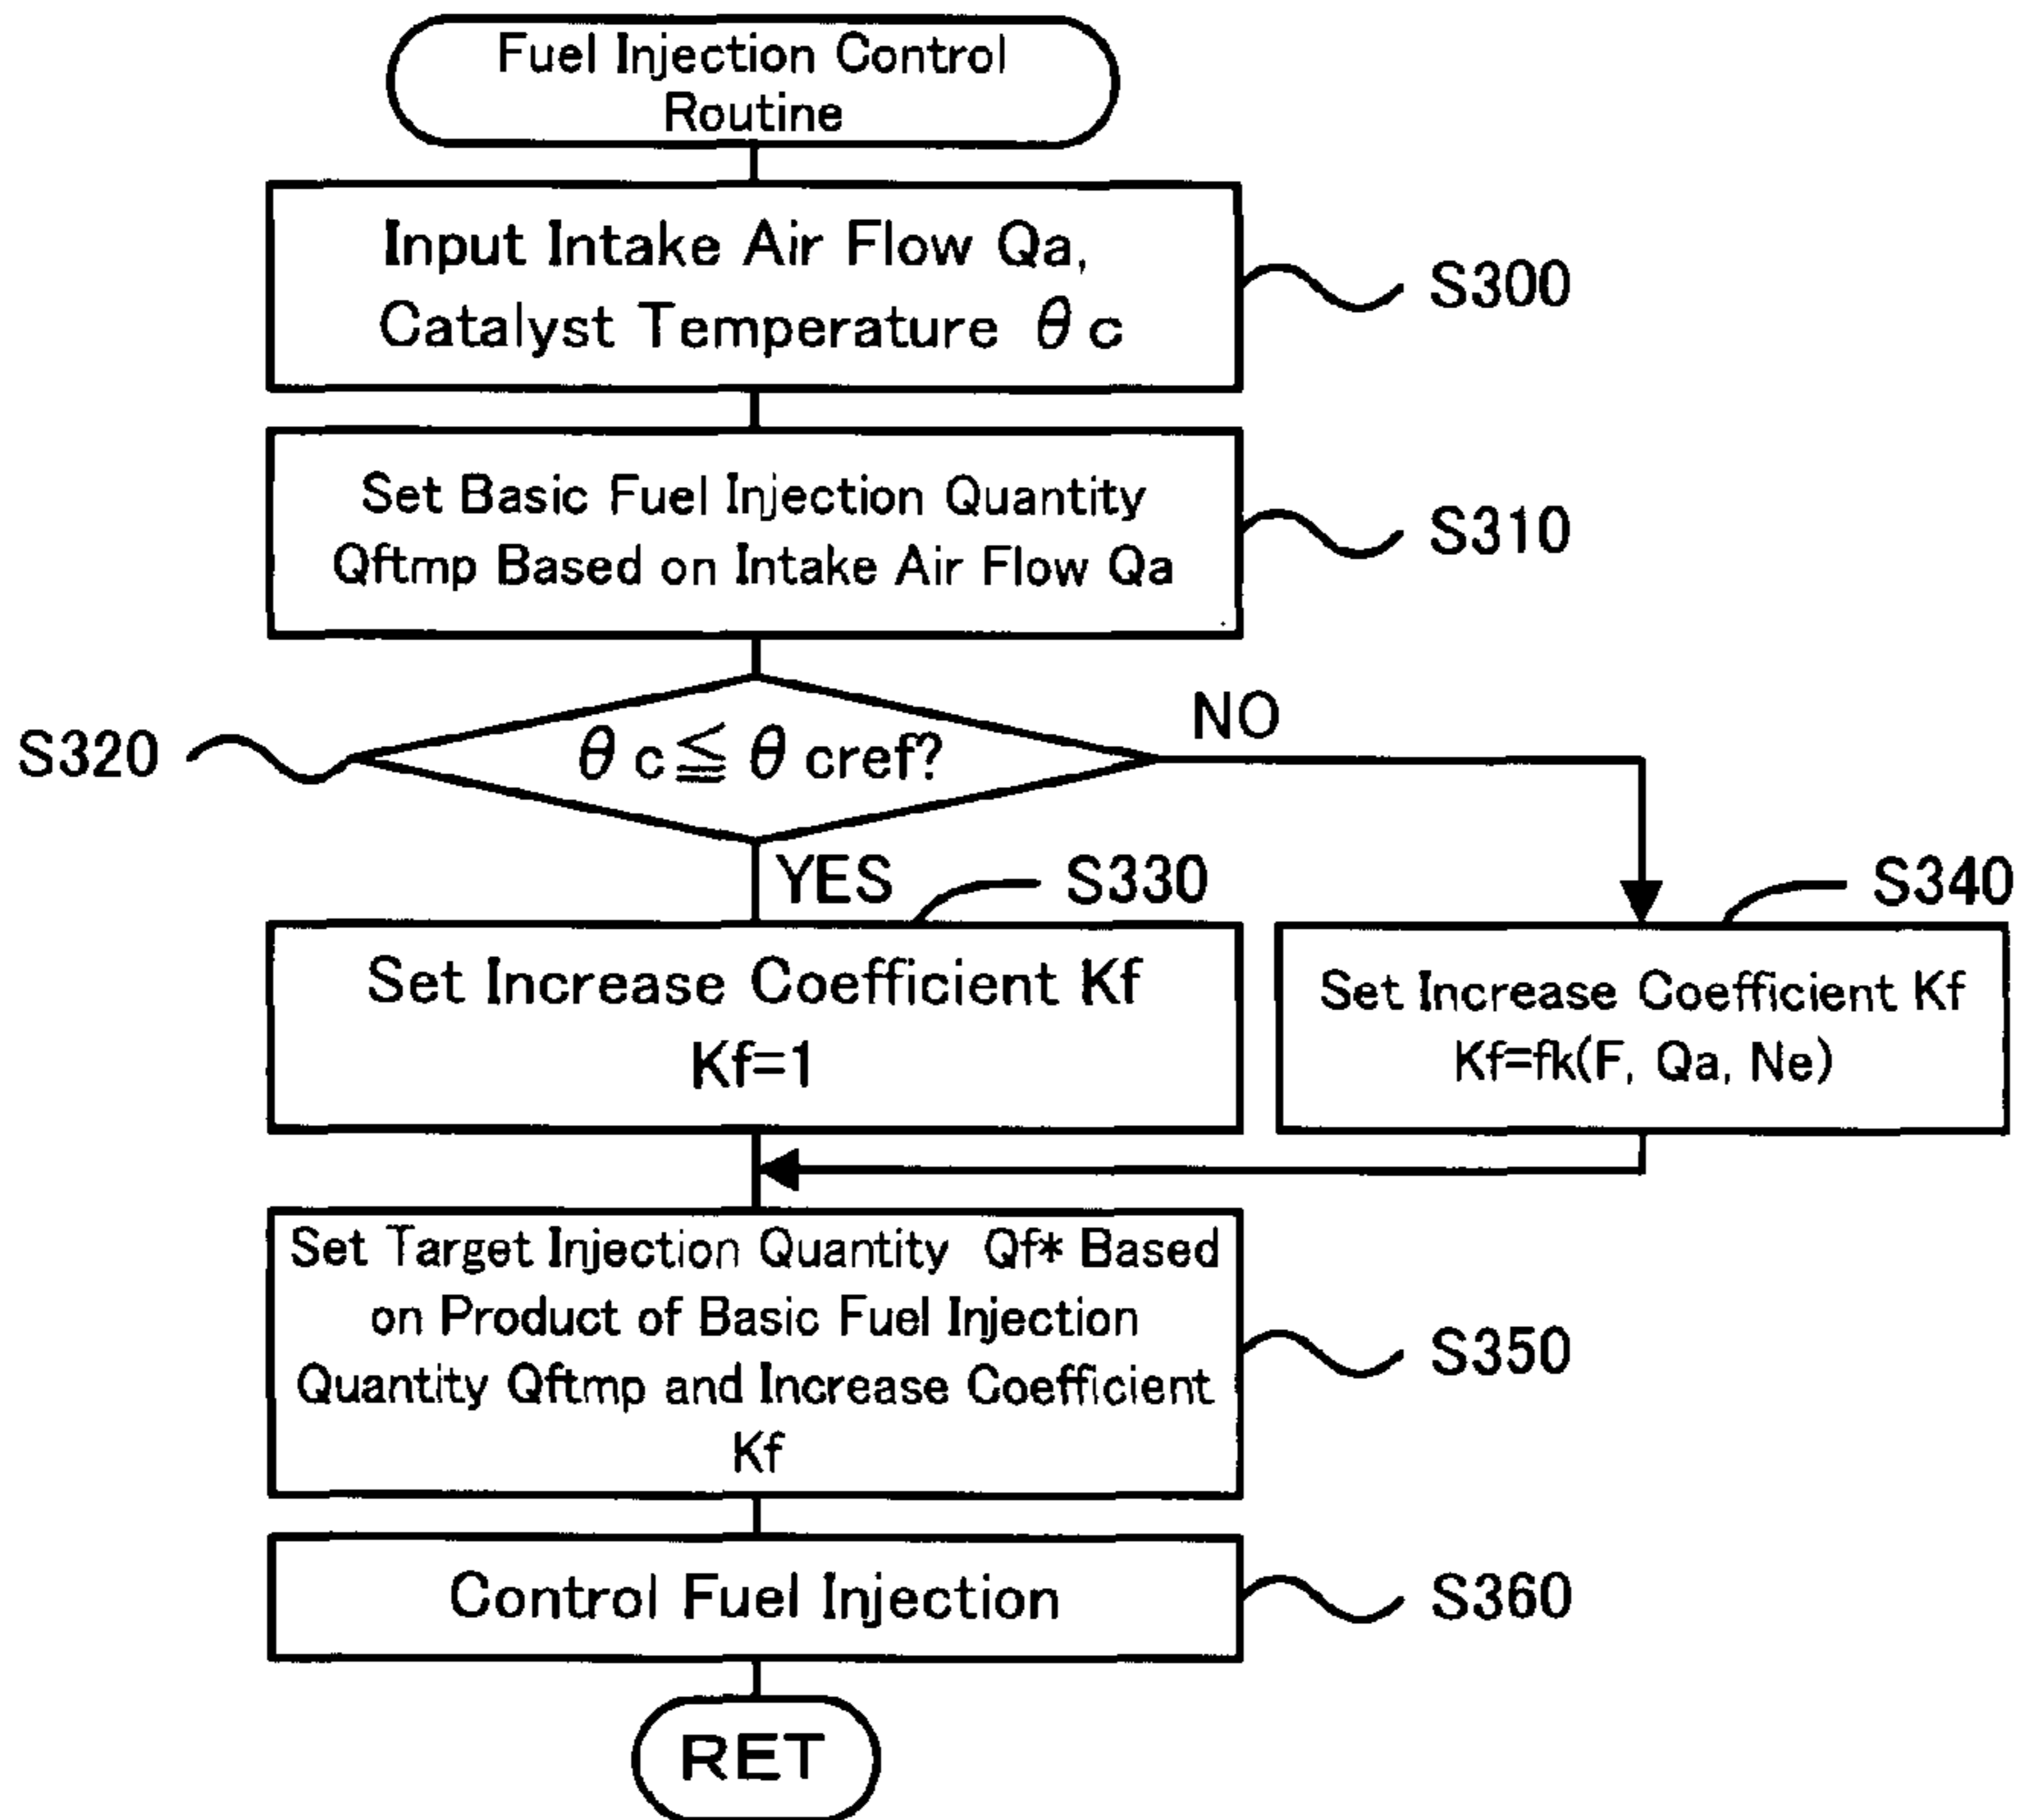 Fuel Injection Control
Routine
Input Intake Air Flow Qa,
Catalyst Temperature θc
S300
Set Basic Fuel Injection Quantity
Qftmp Based on Intake Air Flow Qa
S310
S320
θc≦θcref?
NO
YES
S330
S340
Set Increase Coefficient Kf
Kf=1
Set Increase Coefficient Kf
Kf=fk(F, Qa, Ne)
Set Target Injection Quantity Qf* Based
on Product of Basic Fuel Injection
Quantity Qftmp and Increase Coefficient
Kf
S350
Control Fuel Injection
S360
RET